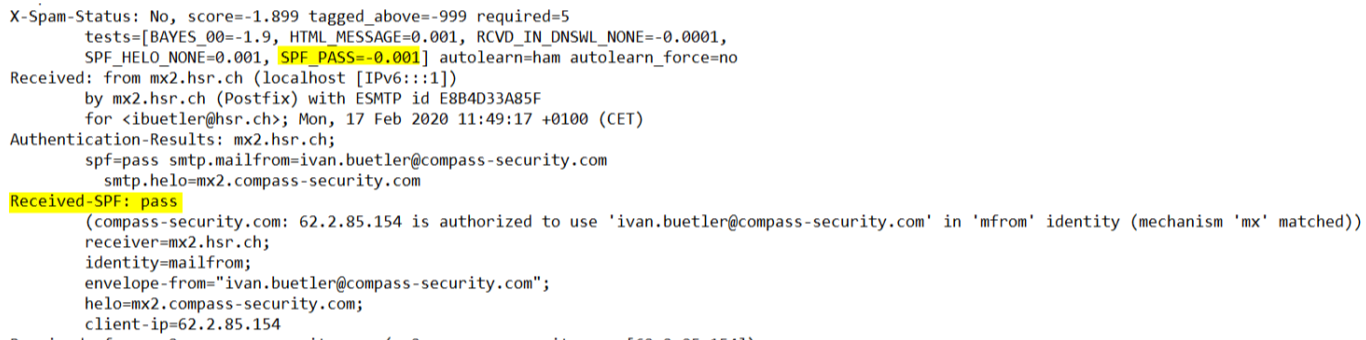 X-Spam-Status: No, score=-1.899 tagged_above=-999 required=5
tests=[BAYES_00=-1.9, HTML_MESSAGE=0.001, RCVD_IN_DNSWL_NONE=-0.0001,
SPF_HELO_NONE=0.001, SPF_PASS=-0.001] autolearn=ham autolearn_force=no
Received: from mx2.hsr.ch (localhost [IPv6:::1])
by mx2.hsr.ch (Postfix) with ESMTP id E8B4D33A85F
for <ibuetler@hsr.ch>; Mon, 17 Feb 2020 11:49:17 +0100 (CET)
Authentication-Results: mx2.hsr.ch;
spf=pass smtp.mailfrom=ivan.buetler@compass-security.com
smtp.helo=mx2.compass-security.com
Received-SPF: pass
(compass-security.com: 62.2.85.154 is authorized to use 'ivan.buetler@compass-security.com' in 'mfrom' identity (mechanism 'mx' matched))
receiver=mx2.hsr.ch;
identity=mailfrom;
envelope-from="ivan.buetler@compass-security.com";
helo=mx2.compass-security.com;
client-ip=62.2.85.154